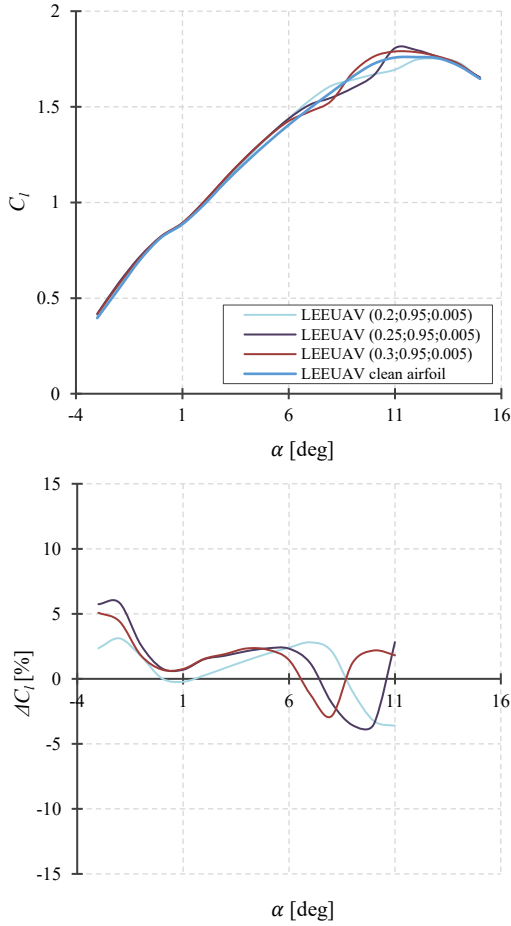 2
1.5
1
0.5
0
C_l
LEEUAV (0.2;0.95;0.005)
LEEUAV (0.25;0.95;0.005)
LEEUAV (0.3;0.95;0.005)
LEEUAV clean airfoil
-4 1 6 11 16
α [deg]
15
10
5
0
-5
-10
-15
ΔC_l [%]
-4 1 6 11 16
α [deg]